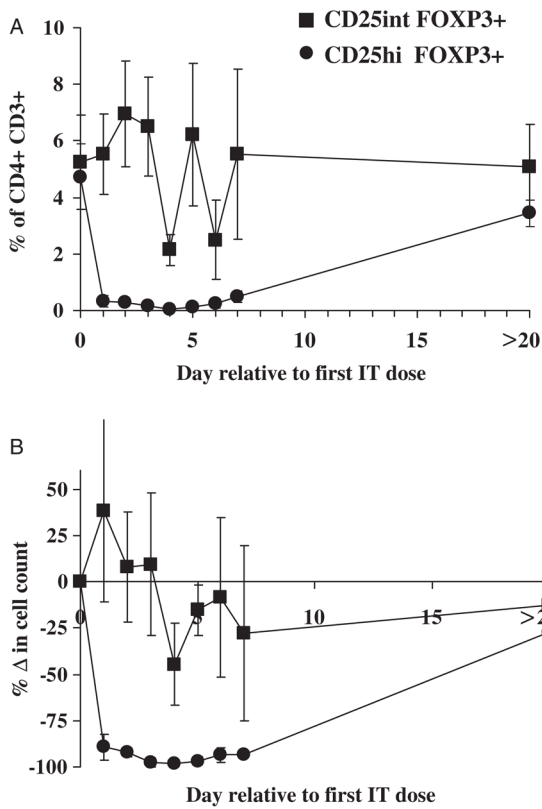 A
CD25int FOXP3+
CD25hi FOXP3+
% of CD4+ CD3+
10
8
6
4
2
0
0 5 10 15 >20
Day relative to first IT dose
B
% Δ in cell count
50
25
0
-25
-50
-75
-100
0 5 10 15 >2
Day relative to first IT dose